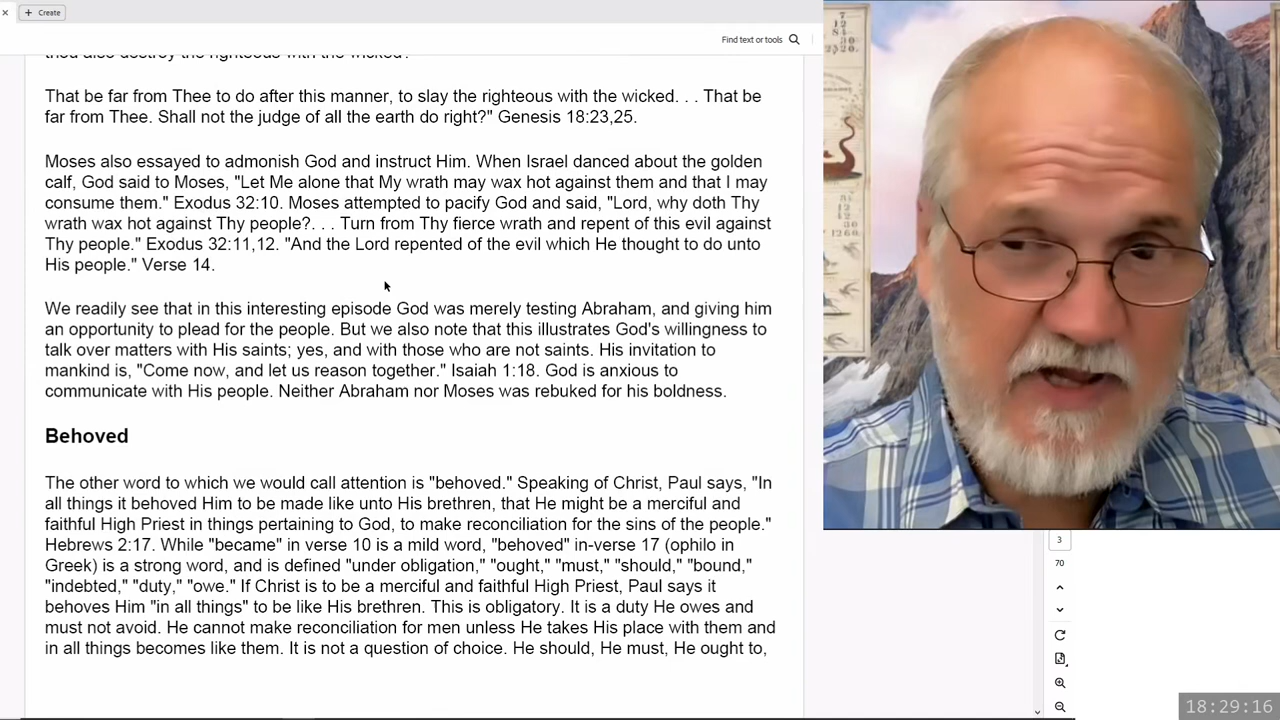 Create
Find text or tools
thou also destroy the righteous with the wicked?
That be far from Thee to do after this manner, to slay the righteous with the wicked. . . That be
far from Thee. Shall not the judge of all the earth do right?" Genesis 18:23,25.
Moses also essayed to admonish God and instruct Him. When Israel danced about the golden
calf, God said to Moses, "Let Me alone that My wrath may wax hot against them and that I may
consume them." Exodus 32:10. Moses attempted to pacify God and said, "Lord, why doth Thy
wrath wax hot against Thy people?. . . Turn from Thy fierce wrath and repent of this evil against
Thy people." Exodus 32:11,12. "And the Lord repented of the evil which He thought to do unto
His people." Verse 14.
We readily see that in this interesting episode God was merely testing Abraham, and giving him
an opportunity to plead for the people. But we also note that this illustrates God's willingness to
talk over matters with His saints; yes, and with those who are not saints. His invitation to
mankind is, "Come now, and let us reason together." Isaiah 1:18. God is anxious to
communicate with His people. Neither Abraham nor Moses was rebuked for his boldness.
Behoved
The other word to which we would call attention is "behoved." Speaking of Christ, Paul says, "In
all things it behoved Him to be made like unto His brethren, that He might be a merciful and
faithful High Priest in things pertaining to God, to make reconciliation for the sins of the people."
Hebrews 2:17. While "became" in verse 10 is a mild word, "behoved" in-verse 17 (ophilo in
Greek) is a strong word, and is defined "under obligation," "ought," "must," "should," "bound,"
"indebted," "duty," "owe." If Christ is to be a merciful and faithful High Priest, Paul says it
behoves Him "in all things" to be like His brethren. This is obligatory. It is a duty He owes and
must not avoid. He cannot make reconciliation for men unless He takes His place with them and
in all things becomes like them. It is not a question of choice. He should, He must, He ought to,
3
70
18:29:16